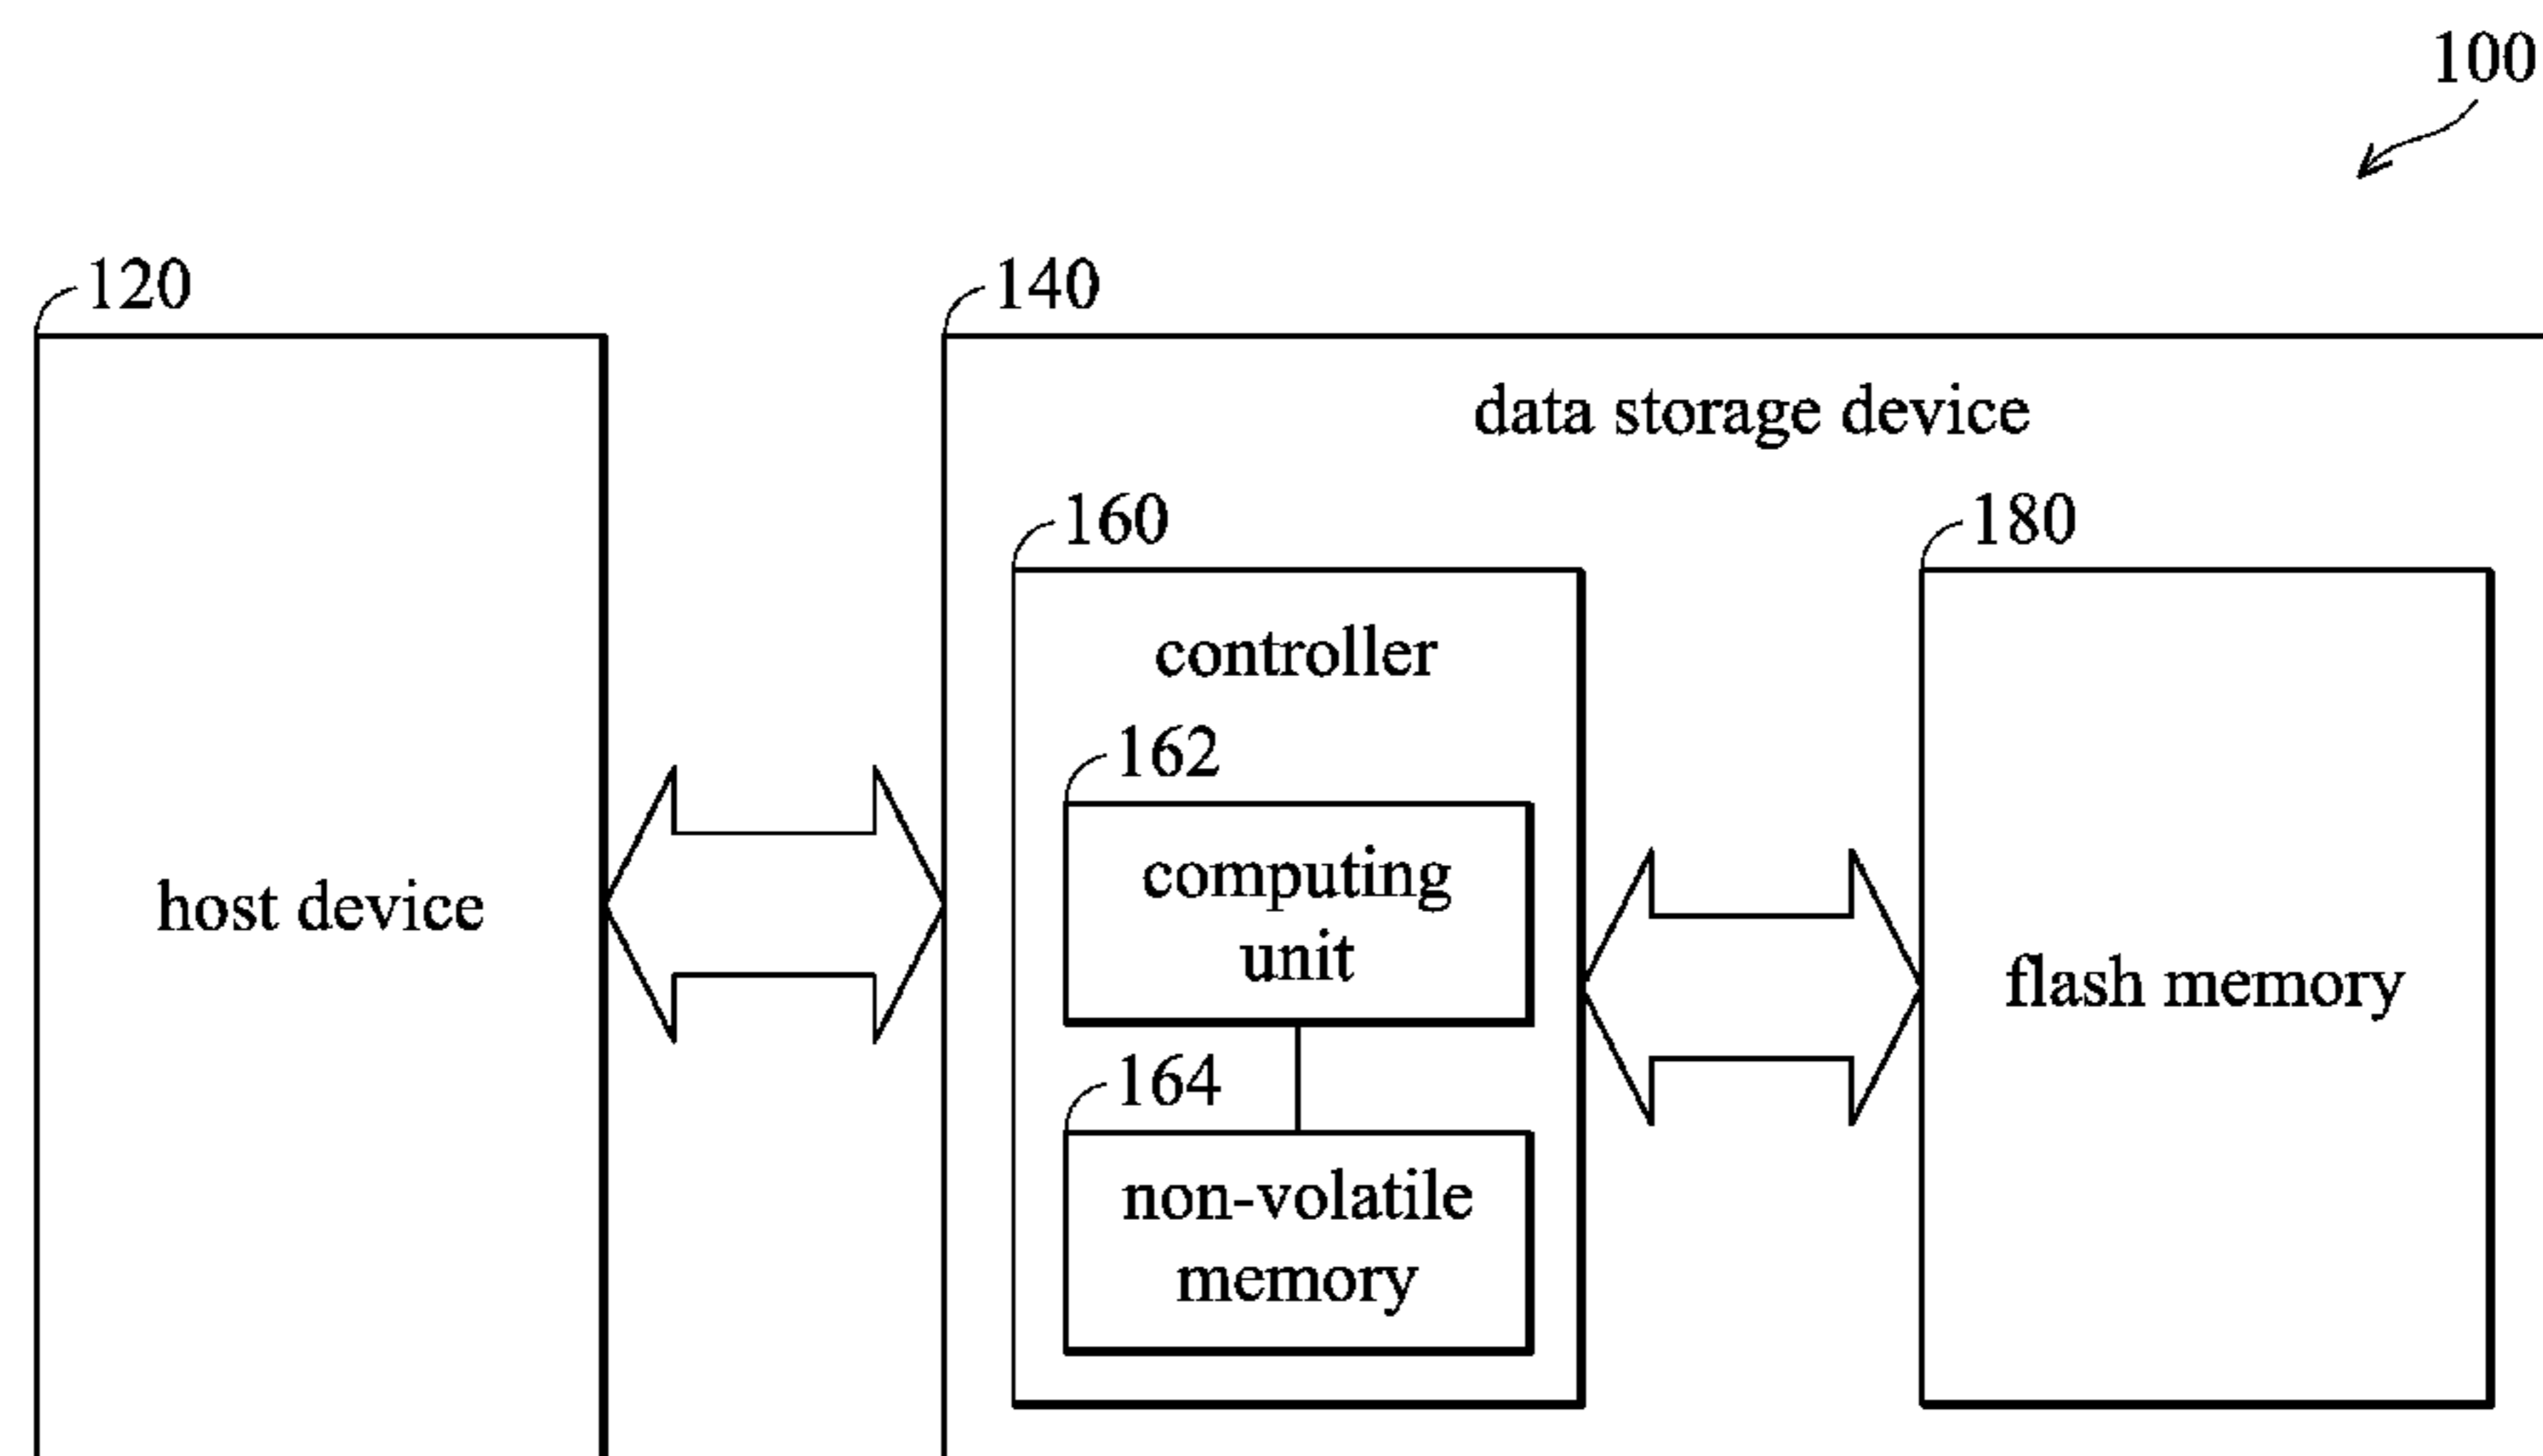 100
120
140
data storage device
160
180
controller
162
computing
unit
host device
flash memory
164
non-volatile
memory